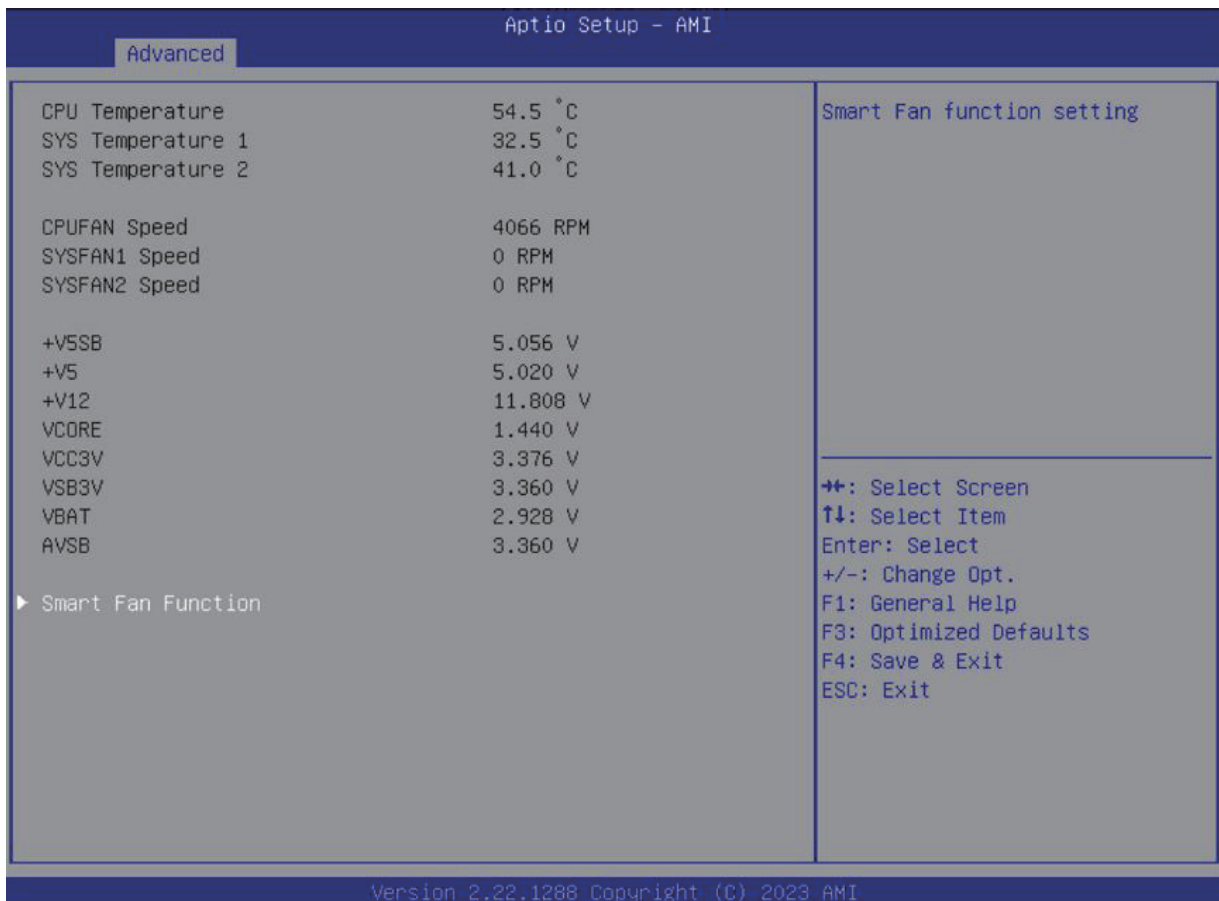 Aptio Setup – AMI
Advanced
CPU Temperature 54.5 °C
SYS Temperature 1 32.5 °C
SYS Temperature 2 41.0 °C
CPUFAN Speed 4066 RPM
SYSFAN1 Speed 0 RPM
SYSFAN2 Speed 0 RPM
+V5SB 5.056 V
+V5 5.020 V
+V12 11.808 V
VCORE 1.440 V
VCC3V 3.376 V
VSB3V 3.360 V
VBAT 2.928 V
AVSB 3.360 V
Smart Fan Function
Smart Fan function setting
→←: Select Screen
↑↓: Select Item
Enter: Select
+/-: Change Opt.
F1: General Help
F3: Optimized Defaults
F4: Save & Exit
ESC: Exit
Version 2.22.1288 Copyright (C) 2023 AMI